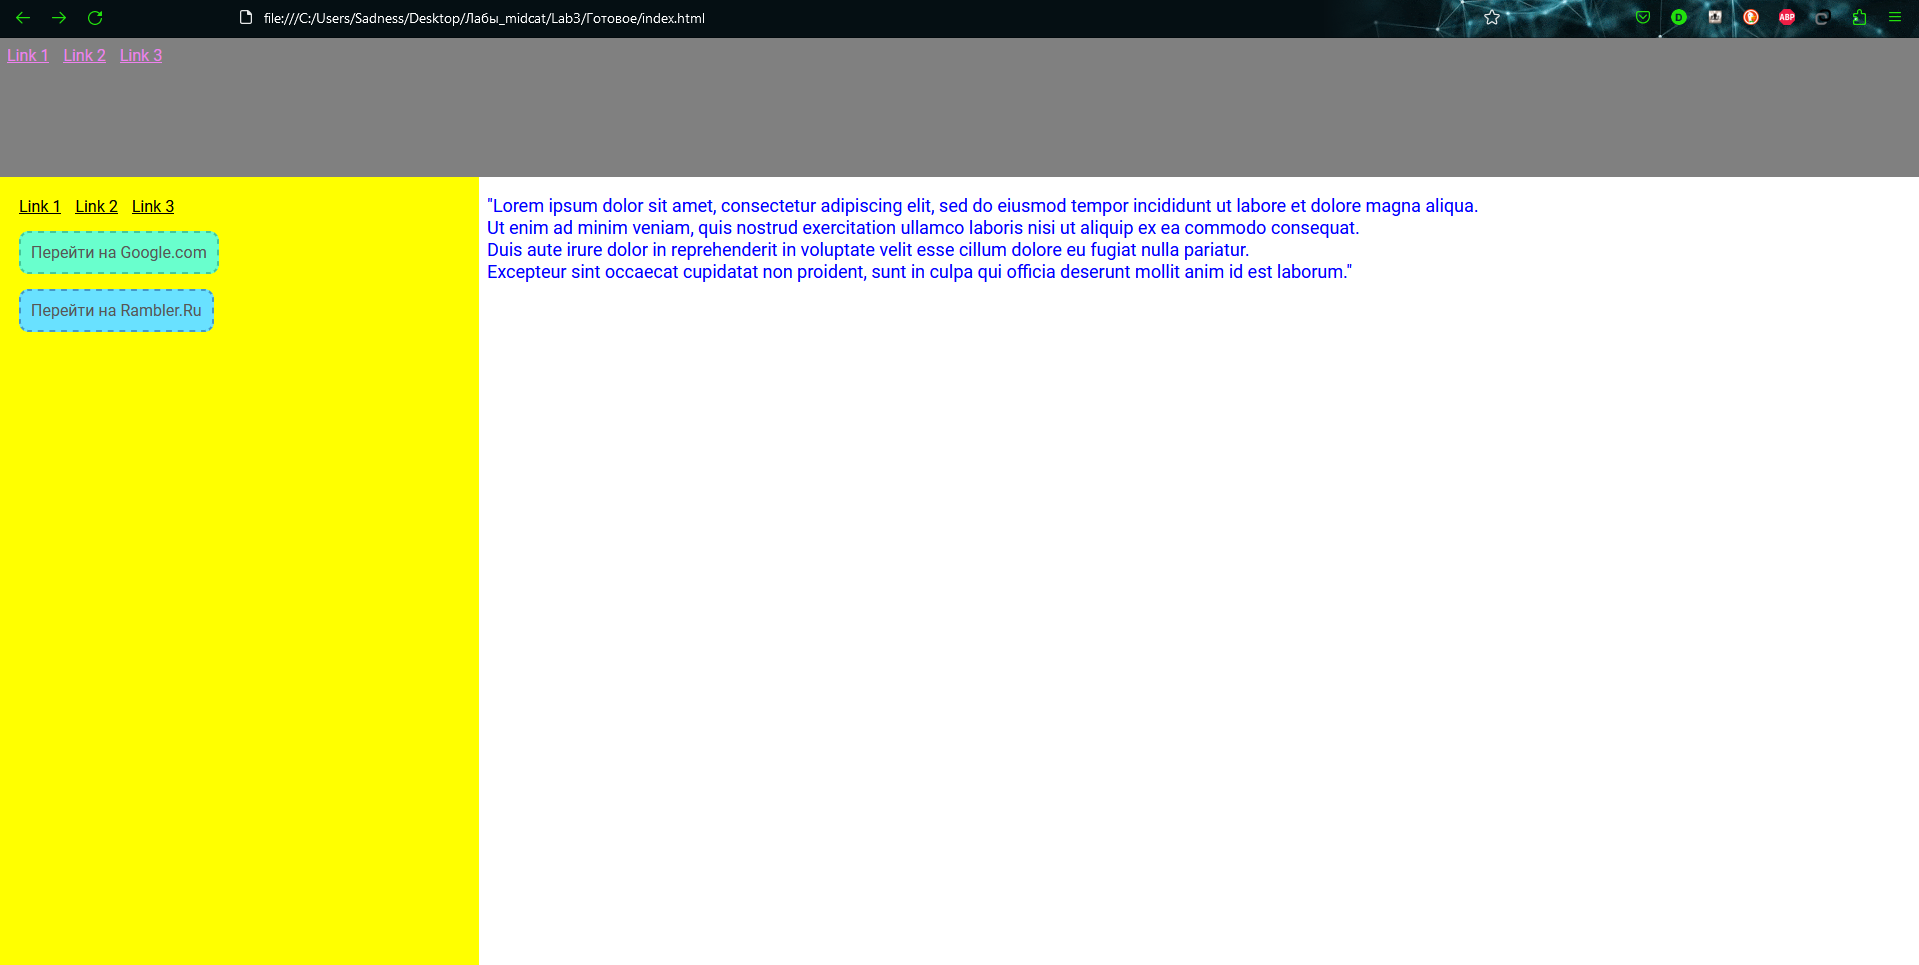 file:///C:/Users/Sadness/Desktop/Лабы_midcat/Lab3/Готовое/index.html
D
ABP
Link 1 Link 2 Link 3
Link 1 Link 2 Link 3
Перейти на Google.com
Перейти на Rambler.Ru
"Lorem ipsum dolor sit amet, consectetur adipiscing elit, sed do eiusmod tempor incididunt ut labore et dolore magna aliqua.
Ut enim ad minim veniam, quis nostrud exercitation ullamco laboris nisi ut aliquip ex ea commodo consequat.
Duis aute irure dolor in reprehenderit in voluptate velit esse cillum dolore eu fugiat nulla pariatur.
Excepteur sint occaecat cupidatat non proident, sunt in culpa qui officia deserunt mollit anim id est laborum."